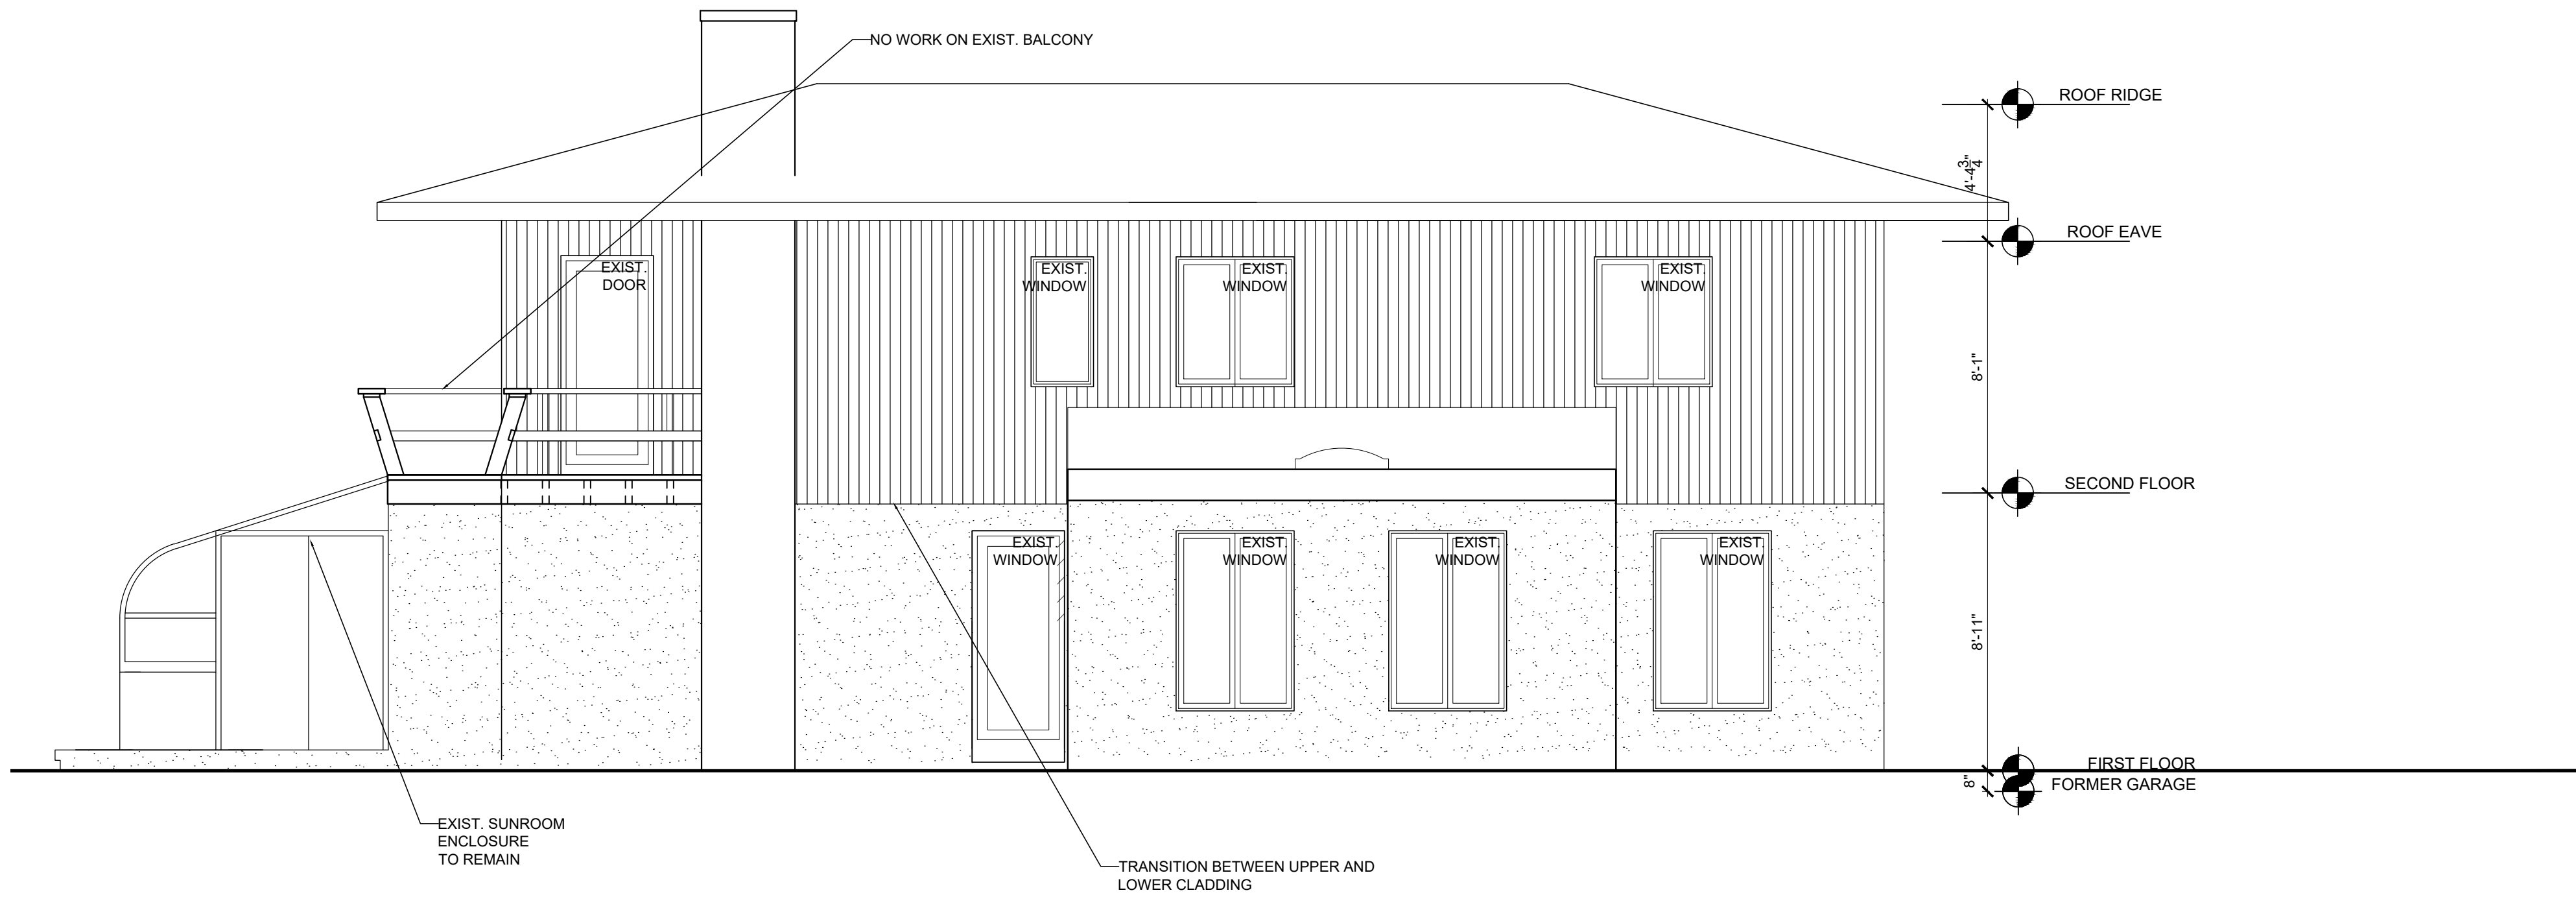 NO WORK ON EXIST. BALCONY
ROOF RIDGE
4'-4 3/4"
ROOF EAVE
EXIST.
DOOR
EXIST.
WINDOW
EXIST.
WINDOW
EXIST.
WINDOW
8'-1"
SECOND FLOOR
EXIST.
WINDOW
EXIST.
WINDOW
EXIST.
WINDOW
EXIST.
WINDOW
8'-11"
FIRST FLOOR
8"
FORMER GARAGE
EXIST. SUNROOM
ENCLOSURE
TO REMAIN
TRANSITION BETWEEN UPPER AND
LOWER CLADDING